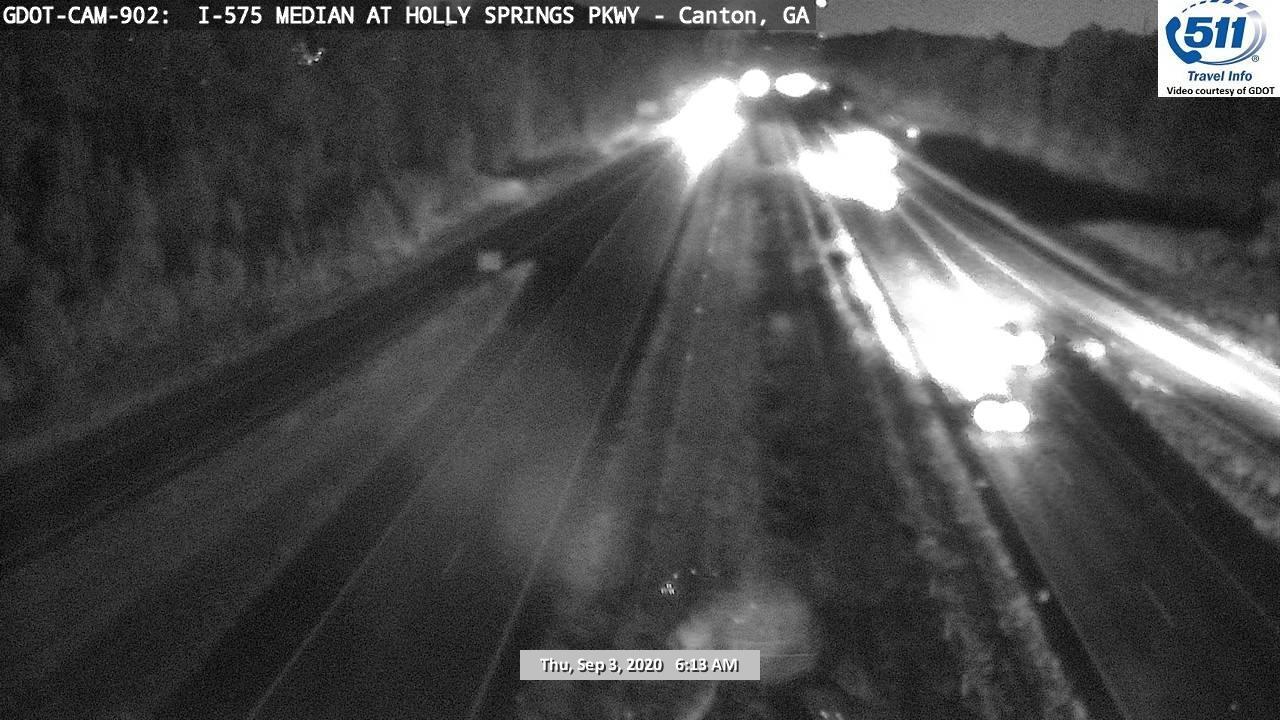 GDOT-CAM-902: I-575 MEDIAN AT HOLLY SPRINGS PKWY - Canton, GA
511
®
Travel Info
Video courtesy of GDOT
Thu, Sep 3, 2020 6:13 AM